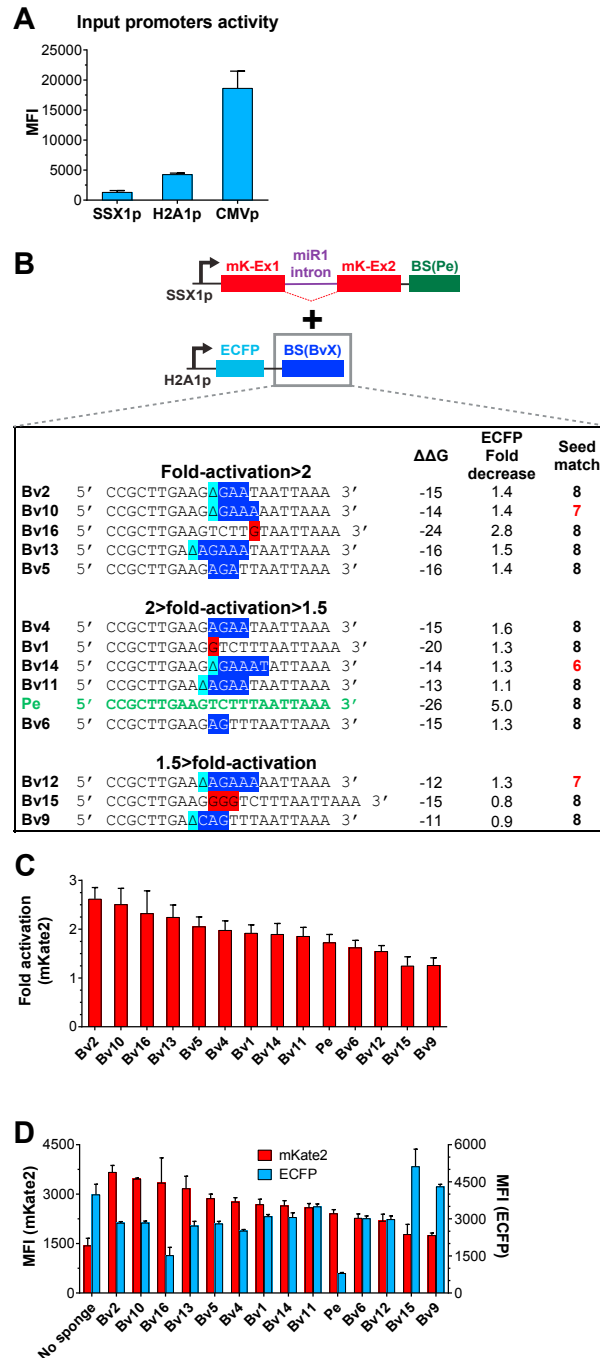 A
Input promoters activity
MFI
25000
20000
15000
10000
5000
0
SSX1p H2A1p CMVp
B
mK-Ex1 miR1 intron mK-Ex2 BS(Pe)
SSX1p
+
ECFP BS(BvX)
H2A1p
ΔΔG ECFP Fold decrease Seed match
Fold-activation>2
Bv2 5′ CCGCTTGAAGΔGAATAATTAAA 3′ -15 1.4 8
Bv10 5′ CCGCTTGAAGΔGAAAAATTAAA 3′ -14 1.4 7
Bv16 5′ CCGCTTGAAGTCTTGTAATTAAA 3′ -24 2.8 8
Bv13 5′ CCGCTTGAΔAGAAATAATTAAA 3′ -16 1.5 8
Bv5 5′ CCGCTTGAAGAGATTAATTAAA 3′ -16 1.4 8
2>fold-activation>1.5
Bv4 5′ CCGCTTGAAGAGAATAATTAAA 3′ -15 1.6 8
Bv1 5′ CCGCTTGAAGGTCTTTAATTAAA 3′ -20 1.3 8
Bv14 5′ CCGCTTGAAGΔGAAATATTAAA 3′ -14 1.3 6
Bv11 5′ CCGCTTGAAΔAGAATAATTAAA 3′ -13 1.1 8
Pe 5′ CCGCTTGAAGTCTTTAATTAAA 3′ -26 5.0 8
Bv6 5′ CCGCTTGAAGAGTTTAATTAAA 3′ -15 1.3 8
1.5>fold-activation
Bv12 5′ CCGCTTGAAΔAGAAAAATTAAA 3′ -12 1.3 7
Bv15 5′ CCGCTTGAAGGGGTCTTTAATTAAA 3′ -15 0.8 8
Bv9 5′ CCGCTTGAΔCAGTTTAATTAAA 3′ -11 0.9 8
C
Fold activation
(mKate2)
3
2
1
0
Bv2 Bv10 Bv16 Bv13 Bv5 Bv4 Bv1 Bv14 Bv11 Pe Bv6 Bv12 Bv15 Bv9
D
MFI (mKate2)
4500
3000
1500
0
mKate2
ECFP
6000
4500
3000
1500
0
MFI (ECFP)
No sponge Bv2 Bv10 Bv16 Bv13 Bv5 Bv4 Bv1 Bv14 Bv11 Pe Bv6 Bv12 Bv15 Bv9